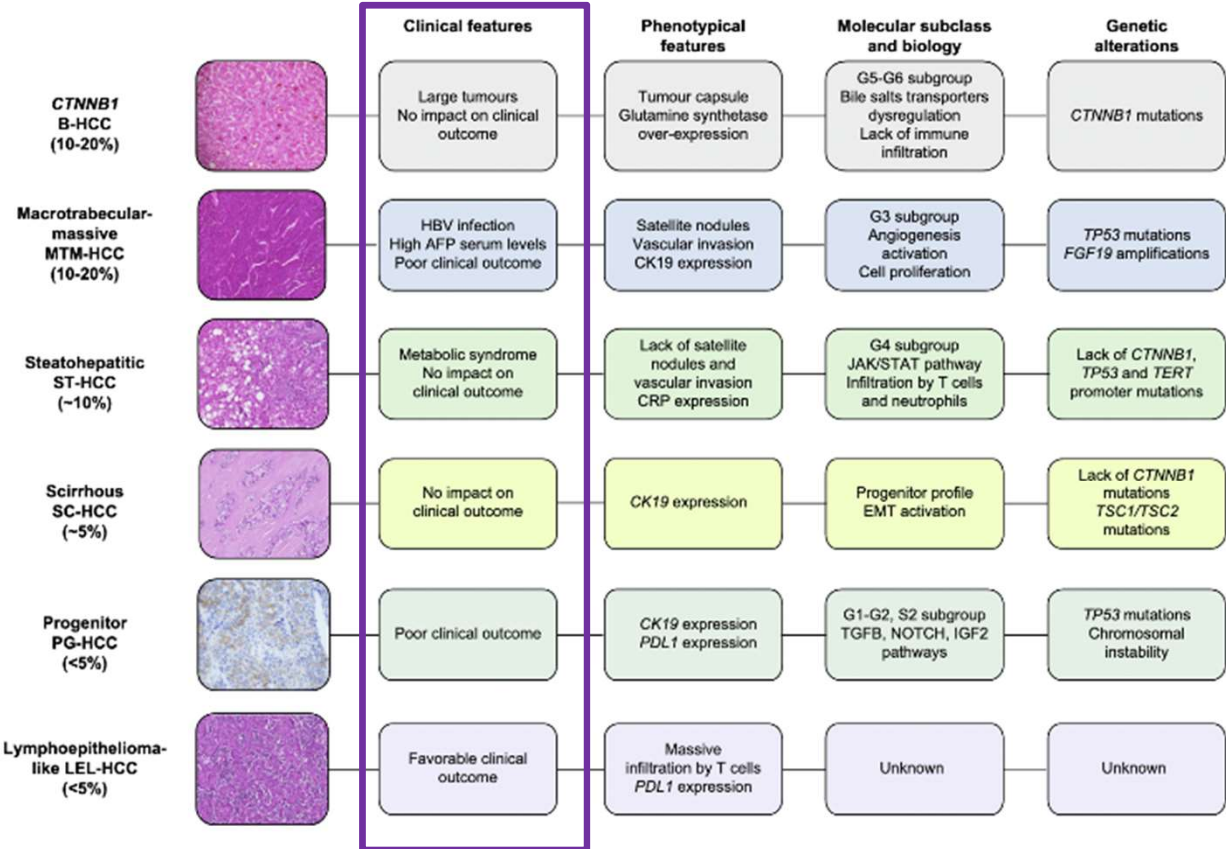 Clinical features
Phenotypical
features
Molecular subclass
and biology
Genetic
alterations
CTNNB1
B-HCC
(10-20%)
Large tumours
No impact on clinical
outcome
Tumour capsule
Glutamine synthetase
over-expression
G5-G6 subgroup
Bile salts transporters
dysregulation
Lack of immune
infiltration
CTNNB1 mutations
Macrotrabecular-
massive
MTM-HCC
(10-20%)
HBV infection
High AFP serum levels
Poor clinical outcome
Satellite nodules
Vascular invasion
CK19 expression
G3 subgroup
Angiogenesis
activation
Cell proliferation
TP53 mutations
FGF19 amplifications
Steatohepatitic
ST-HCC
(~10%)
Metabolic syndrome
No impact on
clinical outcome
Lack of satellite
nodules and
vascular invasion
CRP expression
G4 subgroup
JAK/STAT pathway
Infiltration by T cells
and neutrophils
Lack of CTNNB1,
TP53 and TERT
promoter mutations
Scirrhous
SC-HCC
(~5%)
No impact on
clinical outcome
CK19 expression
Progenitor profile
EMT activation
Lack of CTNNB1
mutations
TSC1/TSC2
mutations
Progenitor
PG-HCC
(<5%)
Poor clinical outcome
CK19 expression
PDL1 expression
G1-G2, S2 subgroup
TGFB, NOTCH, IGF2
pathways
TP53 mutations
Chromosomal
instability
Lymphoepithelioma-
like LEL-HCC
(<5%)
Favorable clinical
outcome
Massive
infiltration by T cells
PDL1 expression
Unknown
Unknown